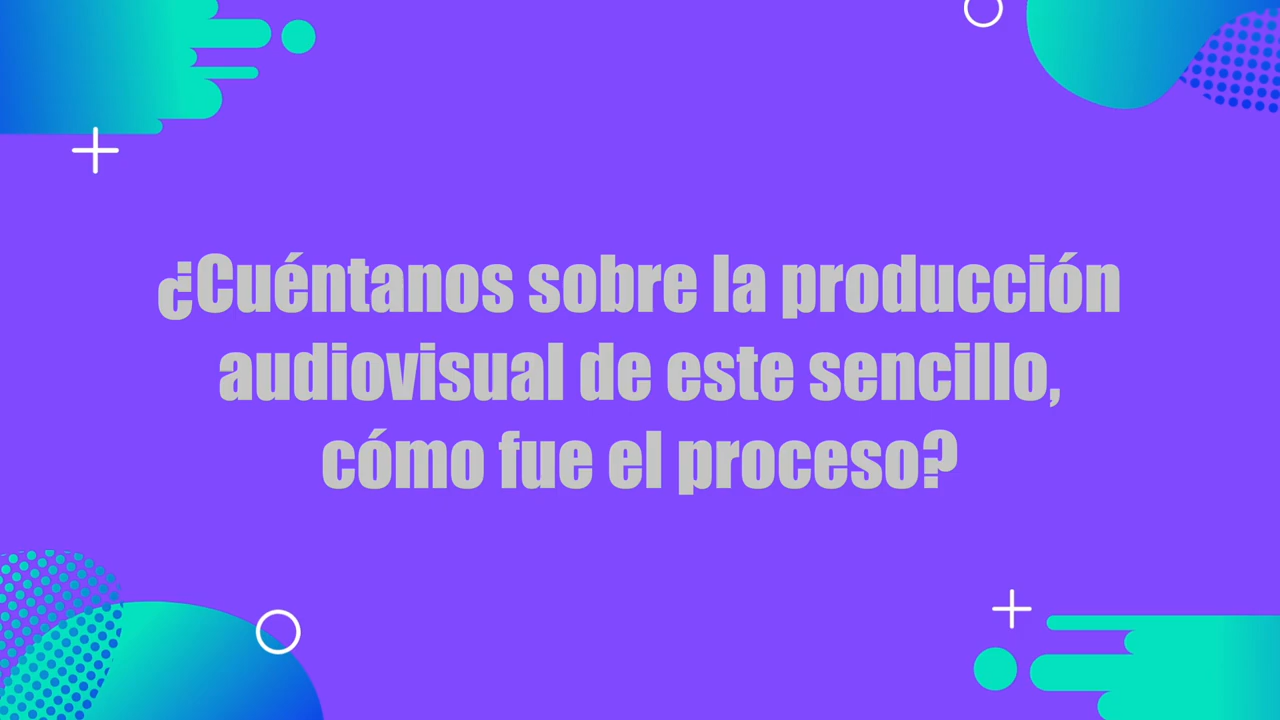 ¿Cuéntanos sobre la producción
audiovisual de este sencillo,
cómo fue el proceso?